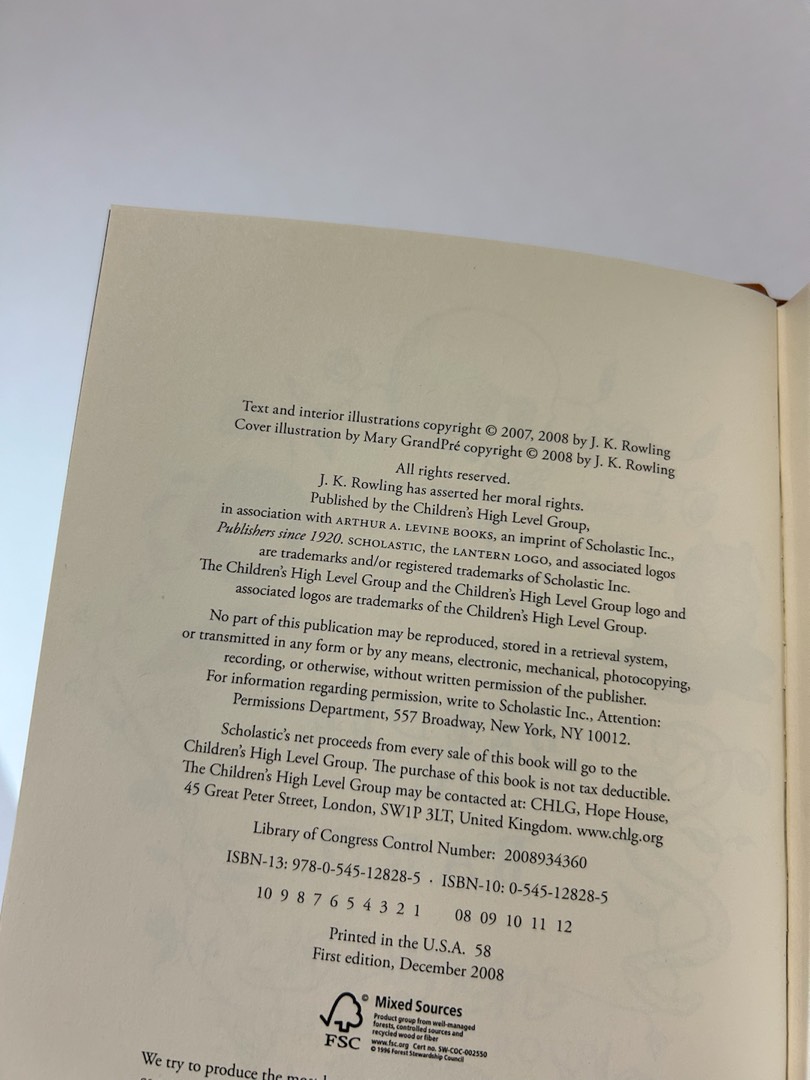 Text and interior illustrations copyright © 2007, 2008 by J. K. Rowling
Cover illustration by Mary GrandPré copyright © 2008 by J. K. Rowling
All rights reserved.
J. K. Rowling has asserted her moral rights.
Published by the Children's High Level Group,
in association with ARTHUR A. LEVINE BOOKS, an imprint of Scholastic Inc.,
Publishers since 1920. SCHOLASTIC, the LANTERN LOGO, and associated logos
are trademarks and/or registered trademarks of Scholastic Inc.
The Children's High Level Group and the Children's High Level Group logo and
associated logos are trademarks of the Children's High Level Group.
No part of this publication may be reproduced, stored in a retrieval system,
or transmitted in any form or by any means, electronic, mechanical, photocopying,
recording, or otherwise, without written permission of the publisher.
For information regarding permission, write to Scholastic Inc., Attention:
Permissions Department, 557 Broadway, New York, NY 10012.
Scholastic's net proceeds from every sale of this book will go to the
Children's High Level Group. The purchase of this book is not tax deductible.
The Children's High Level Group may be contacted at: CHLG, Hope House,
45 Great Peter Street, London, SW1P 3LT, United Kingdom. www.chlg.org
Library of Congress Control Number: 2008934360
ISBN-13: 978-0-545-12828-5 · ISBN-10: 0-545-12828-5
10 9 8 7 6 5 4 3 2 1 08 09 10 11 12
Printed in the U.S.A. 58
First edition, December 2008
FSC
© Mixed Sources
Product group from well-managed
forests, controlled sources and
recycled wood or fiber
www.fsc.org Cert no. SW-COC-002550
© 1996 Forest Stewardship Council
We try to produce the